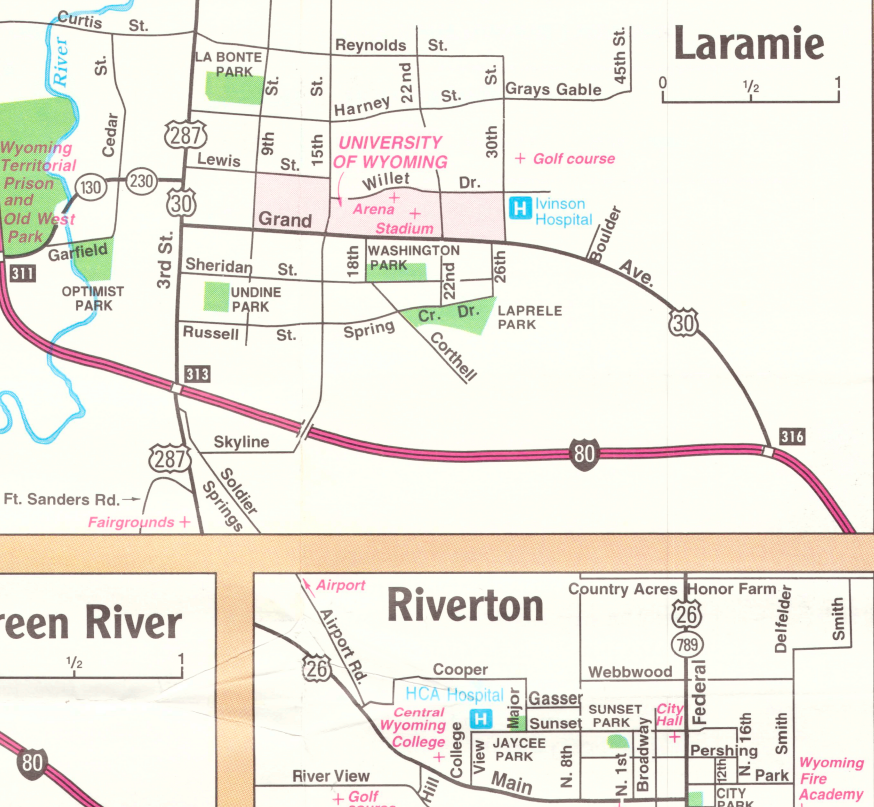 Curtis St.
River
Laramie
0 1/2 1
LA BONTE
PARK
Reynolds St.
45th St.
Grays Gable
Harney St.
22nd
St.
30th
St.
9th
St.
15th
St.
Cedar
287
Lewis St.
UNIVERSITY
OF WYOMING
+ Golf course
Wyoming
Territorial
Prison
and
Old West
Park
130
230
30
Willet Dr.
Arena
Stadium
H
Ivinson
Hospital
Grand Ave.
Boulder
3rd St.
Garfield
311
OPTIMIST
PARK
Sheridan St.
18th
WASHINGTON
PARK
22nd
26th
UNDINE
PARK
Cr. Dr.
LAPRELE
PARK
Russell St.
Spring
Corthell
30
313
Skyline
80
316
287
Soldier
Springs
Ft. Sanders Rd.
Fairgrounds +
reen River
1/2 1
80
Riverton
Airport
Airport Rd.
26
Country Acres
Honor Farm
26
789
Delfelder
Smith
Cooper
Webbwood
HCA Hospital
H
Central
Wyoming
College
Major
Gasser
Sunset
SUNSET
PARK
City
Hall
Federal
College
View
JAYCEE
PARK
N. 8th
N. 1st
Broadway
Pershing
N. 16th
Smith
12th
Park
Wyoming
Fire
Academy
River View
Hill
Main
+ Golf
course
CITY
PARK